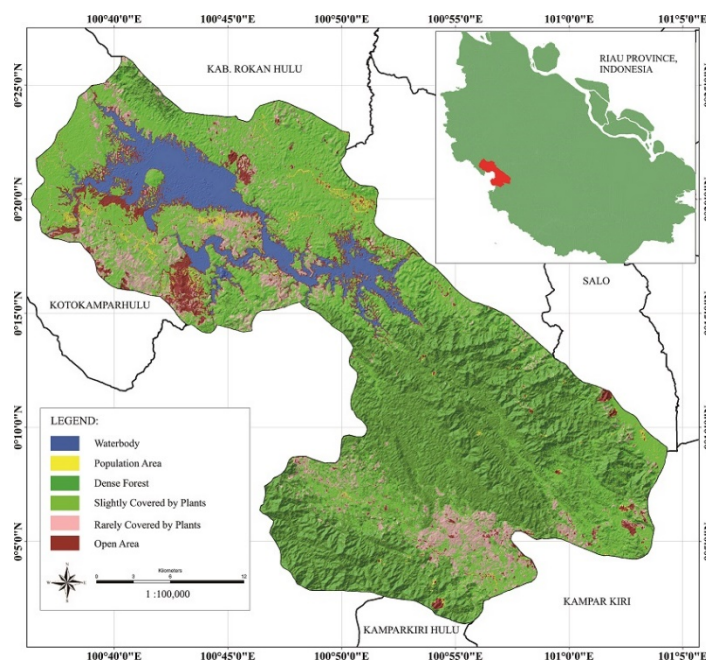 100°40'0"E 100°45'0"E 100°50'0"E 100°55'0"E 101°0'0"E 101°5'0"E
KAB. ROKAN HULU
RIAU PROVINCE,
INDONESIA
0°25'0"N
0°20'0"N
0°15'0"N
0°10'0"N
0°5'0"N
KOTOKAMPARHULU
SALO
LEGEND:
Waterbody
Population Area
Dense Forest
Slightly Covered by Plants
Rarely Covered by Plants
Open Area
Kilometers
0 3 6 12
1 :100,000
KAMPAR KIRI
KAMPARKIRI HULU
100°40'0"E 100°45'0"E 100°50'0"E 100°55'0"E 101°0'0"E 101°5'0"E